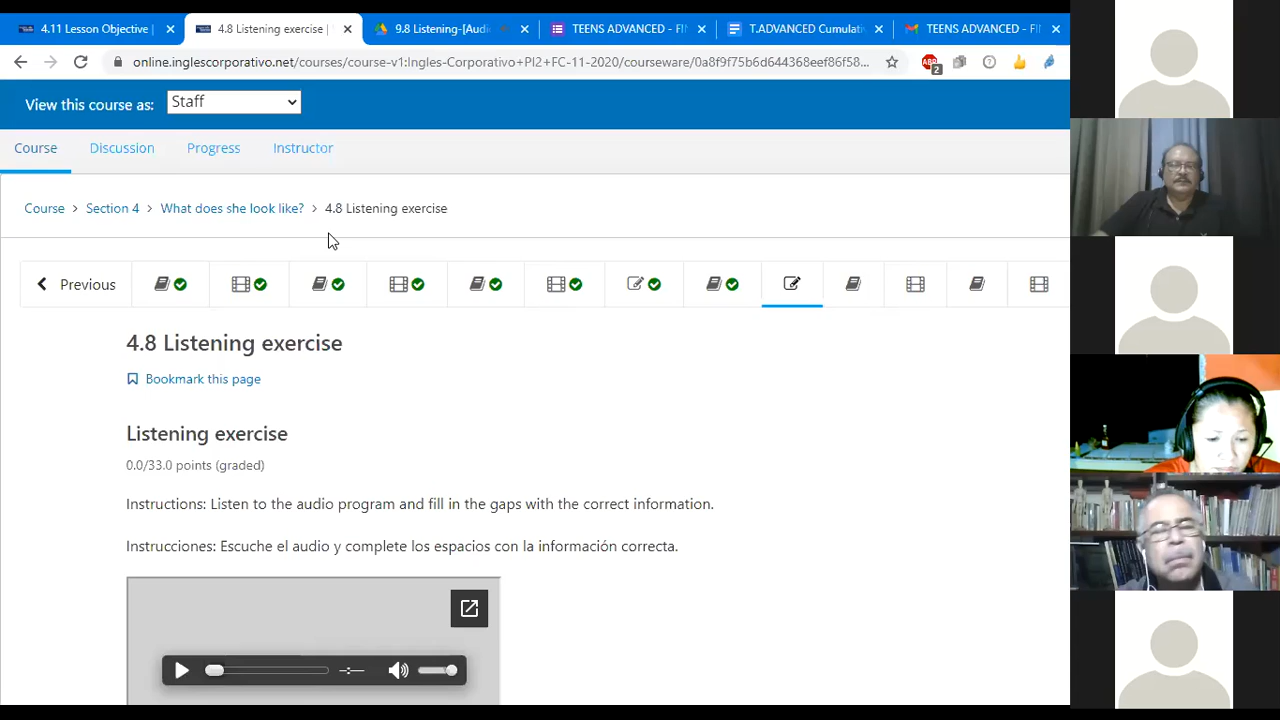 4.11 Lesson Objective |
4.8 Listening exercise |
9.8 Listening-[Audi
TEENS ADVANCED - FI
T.ADVANCED Cumulati
TEENS ADVANCED - FI
online.inglescorporativo.net/courses/course-v1:Ingles-Corporativo+PI2+FC-11-2020/courseware/0a8f9f75b6d644368eef86f58...
ABP
2
View this course as:
Staff
Course
Discussion
Progress
Instructor
Course > Section 4 > What does she look like? > 4.8 Listening exercise
Previous
4.8 Listening exercise
Bookmark this page
Listening exercise
0.0/33.0 points (graded)
Instructions: Listen to the audio program and fill in the gaps with the correct information.
Instrucciones: Escuche el audio y complete los espacios con la información correcta.
-:--